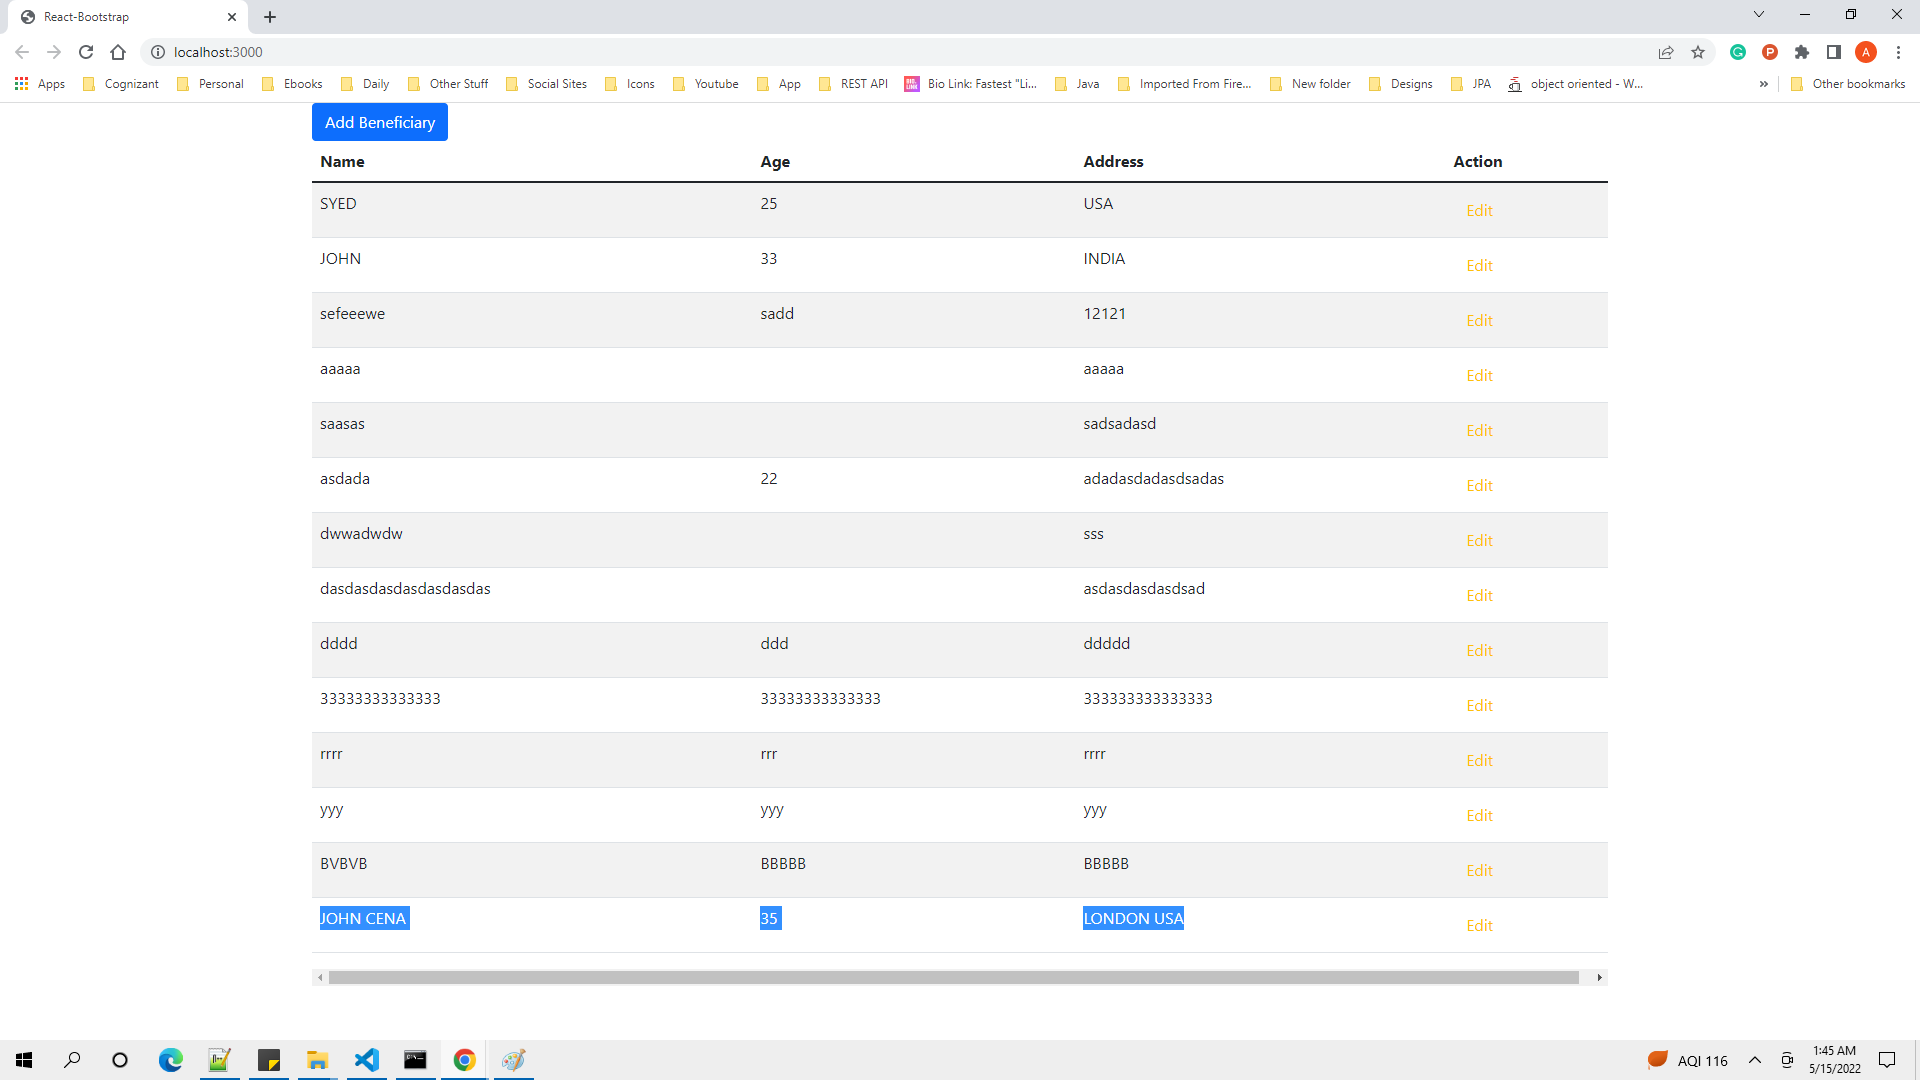 React-Bootstrap
localhost:3000
Apps Cognizant Personal Ebooks Daily Other Stuff Social Sites Icons Youtube App REST API Bio Link: Fastest "Li... Java Imported From Fire... New folder Designs JPA object oriented - W... » Other bookmarks
Add Beneficiary
Name Age Address Action
SYED 25 USA Edit
JOHN 33 INDIA Edit
sefeeewe sadd 12121 Edit
aaaaa aaaaa Edit
saasas sadsadasd Edit
asdada 22 adadasdadasdsadas Edit
dwwadwdw sss Edit
dasdasdasdasdasdasdas asdasdasdasdsad Edit
dddd ddd ddddd Edit
33333333333333 33333333333333 333333333333333 Edit
rrrr rrr rrrr Edit
yyy yyy yyy Edit
BVBVB BBBBB BBBBB Edit
JOHN CENA 35 LONDON USA Edit
AQI 116
1:45 AM
5/15/2022